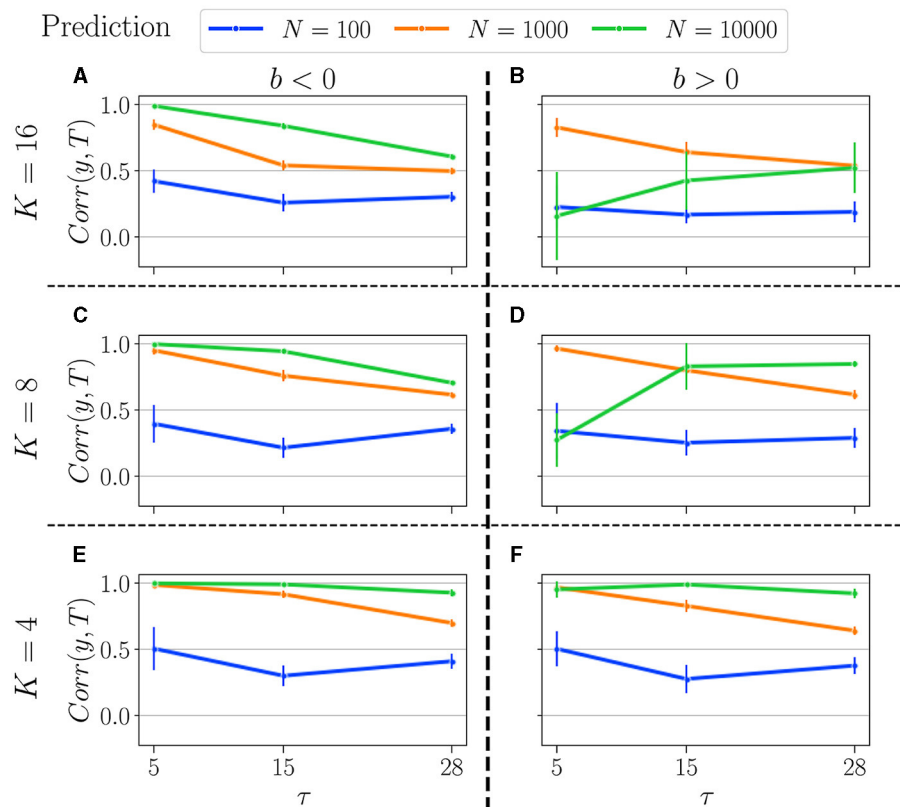 Prediction N = 100 N = 1000 N = 10000
A b < 0 B b > 0
K = 16 Corr(y, T) 1.0 0.5 0.0
C D
K = 8 Corr(y, T) 1.0 0.5 0.0
E F
K = 4 Corr(y, T) 1.0 0.5 0.0
5 15 28 5 15 28
τ τ